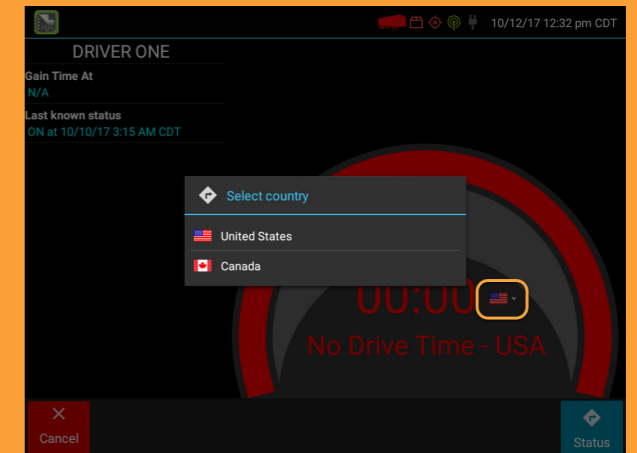 10/12/17 12:32 pm CDT
DRIVER ONE
Gain Time At
N/A
Last known status
ON at 10/10/17 3:15 AM CDT
Select country
United States
Canada
00:00
No Drive Time - USA
Cancel
Status